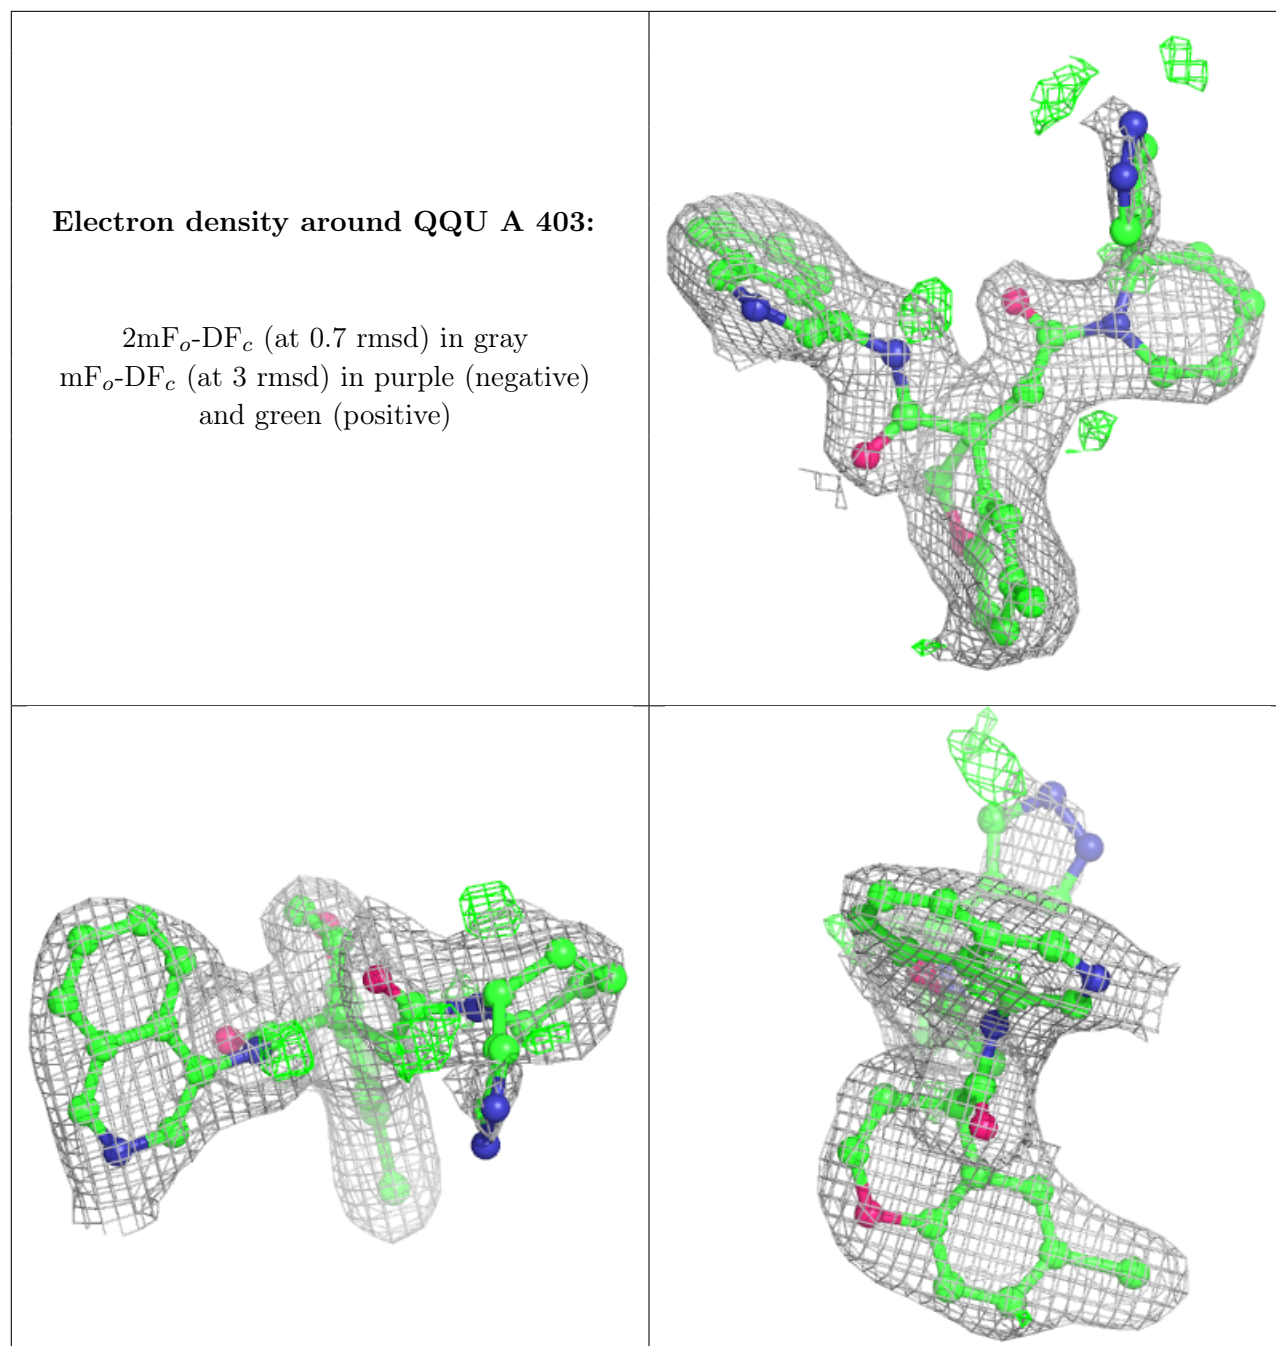 Electron density around QQU A 403:
2mFo-DFc (at 0.7 rmsd) in gray
mFo-DFc (at 3 rmsd) in purple (negative)
and green (positive)